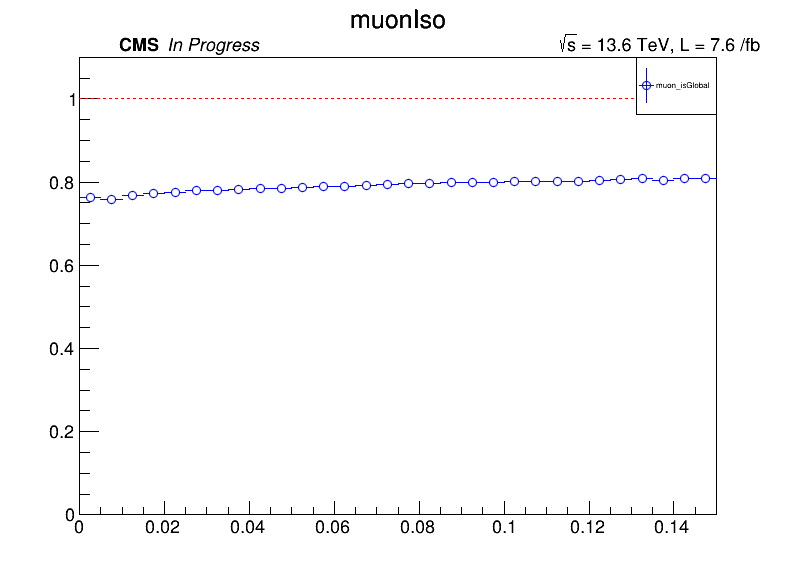 muonIso
CMS In Progress
√s = 13.6 TeV, L = 7.6 /fb
muon_isGlobal
1
0.8
0.6
0.4
0.2
0
0 0.02 0.04 0.06 0.08 0.1 0.12 0.14